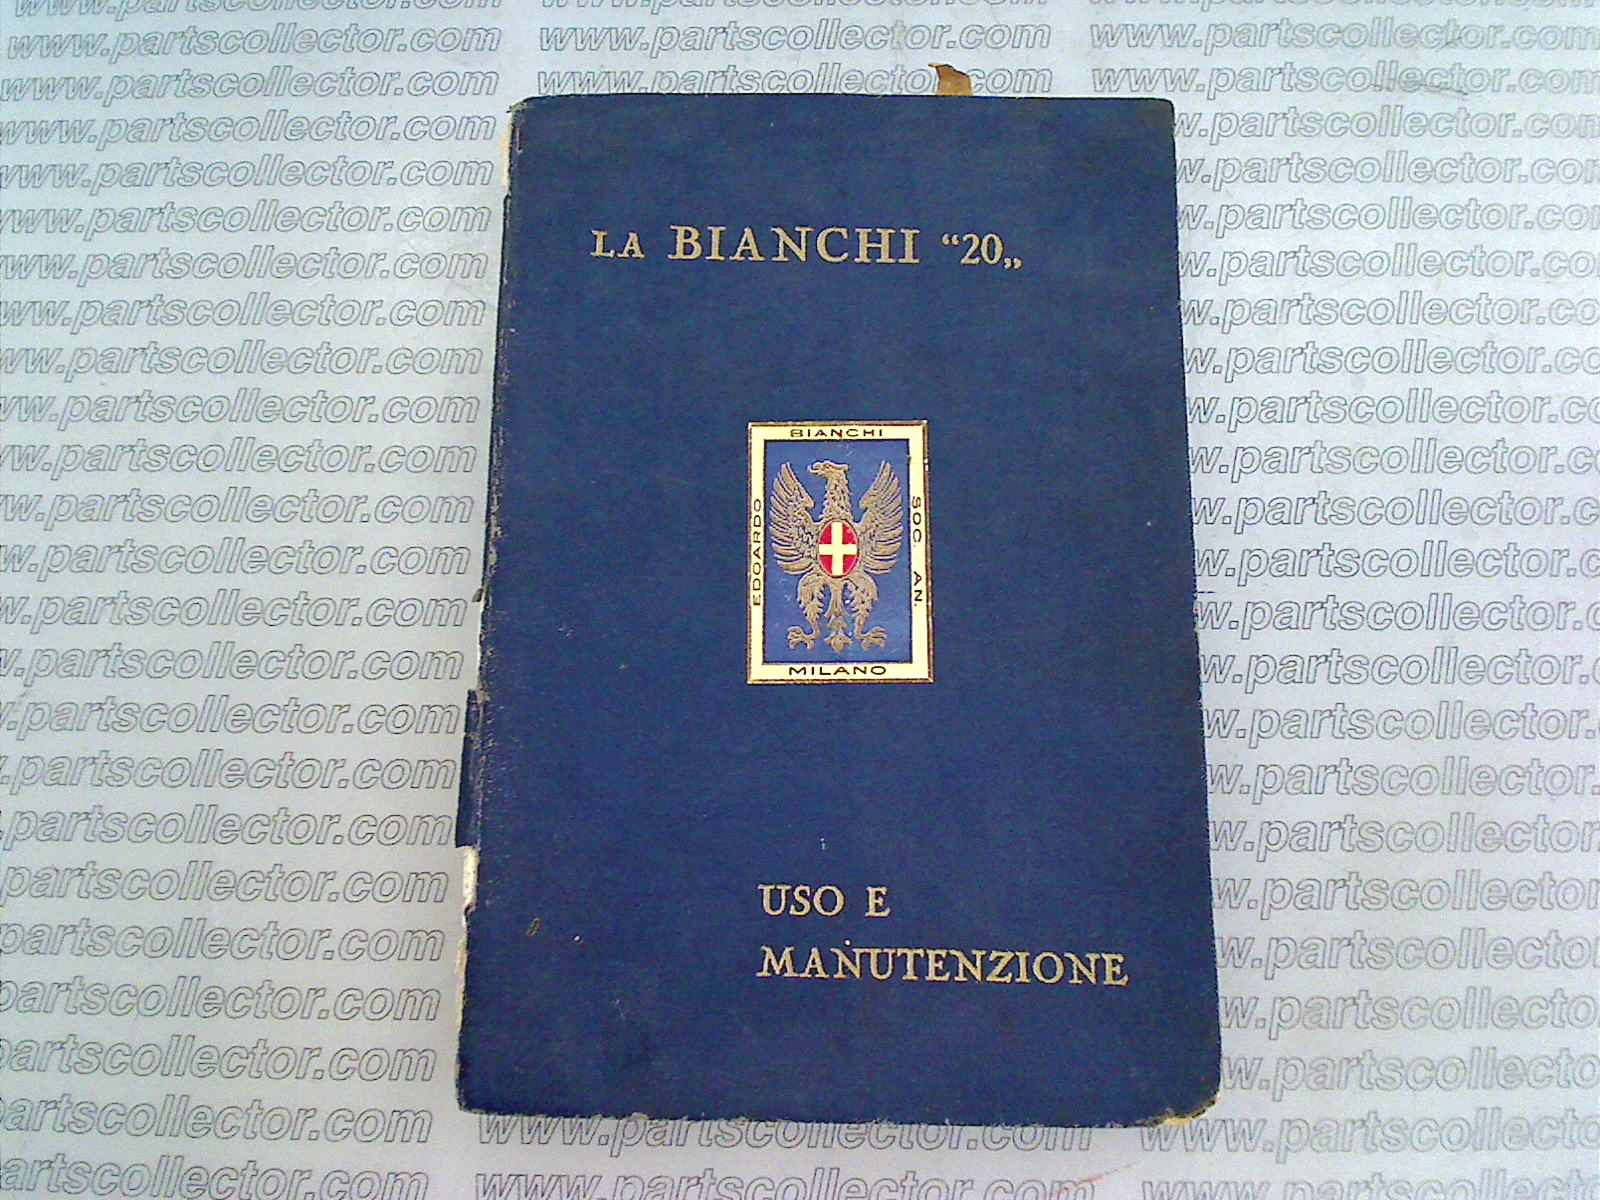 LA BIANCHI “20„
BIANCHI
EDOARDO
SOC. AN.
MILANO
USO E
MANUTENZIONE
www.partscollector.com